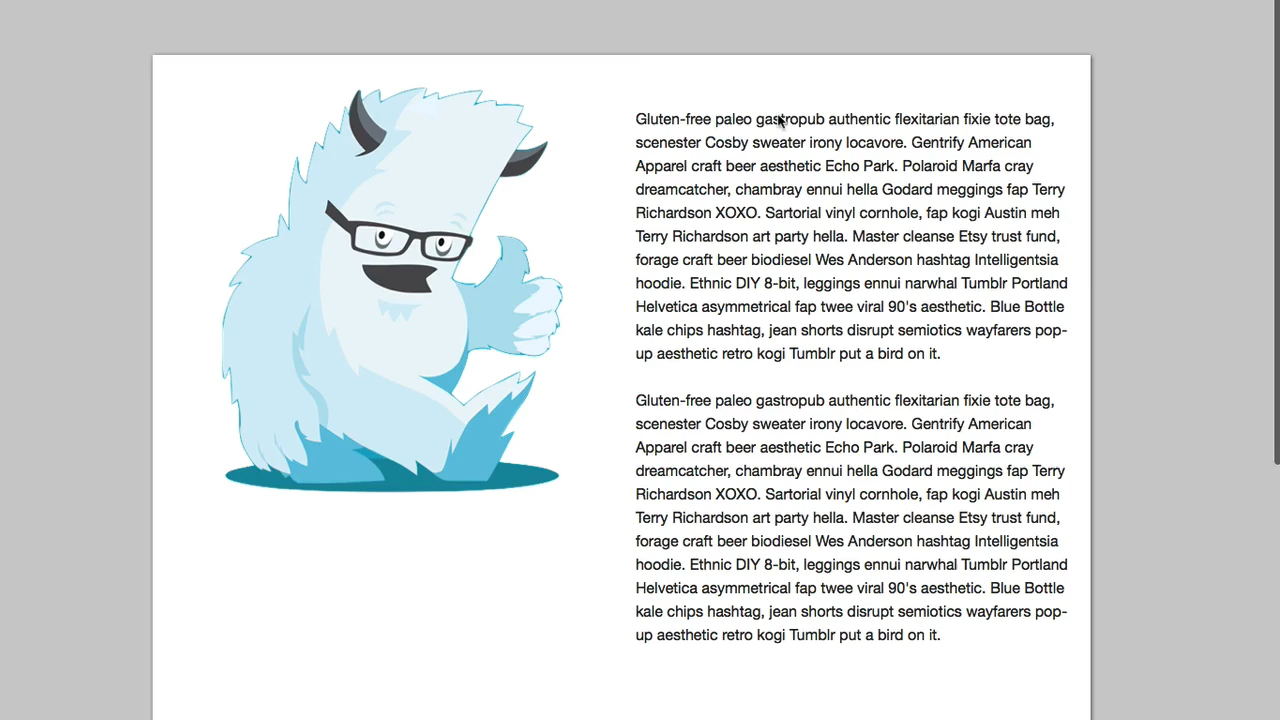 Gluten-free paleo gastropub authentic flexitarian fixie tote bag,
scenester Cosby sweater irony locavore. Gentrify American
Apparel craft beer aesthetic Echo Park. Polaroid Marfa cray
dreamcatcher, chambray ennui hella Godard meggings fap Terry
Richardson XOXO. Sartorial vinyl cornhole, fap kogi Austin meh
Terry Richardson art party hella. Master cleanse Etsy trust fund,
forage craft beer biodiesel Wes Anderson hashtag Intelligentsia
hoodie. Ethnic DIY 8-bit, leggings ennui narwhal Tumblr Portland
Helvetica asymmetrical fap twee viral 90's aesthetic. Blue Bottle
kale chips hashtag, jean shorts disrupt semiotics wayfarers pop-
up aesthetic retro kogi Tumblr put a bird on it.
Gluten-free paleo gastropub authentic flexitarian fixie tote bag,
scenester Cosby sweater irony locavore. Gentrify American
Apparel craft beer aesthetic Echo Park. Polaroid Marfa cray
dreamcatcher, chambray ennui hella Godard meggings fap Terry
Richardson XOXO. Sartorial vinyl cornhole, fap kogi Austin meh
Terry Richardson art party hella. Master cleanse Etsy trust fund,
forage craft beer biodiesel Wes Anderson hashtag Intelligentsia
hoodie. Ethnic DIY 8-bit, leggings ennui narwhal Tumblr Portland
Helvetica asymmetrical fap twee viral 90's aesthetic. Blue Bottle
kale chips hashtag, jean shorts disrupt semiotics wayfarers pop-
up aesthetic retro kogi Tumblr put a bird on it.